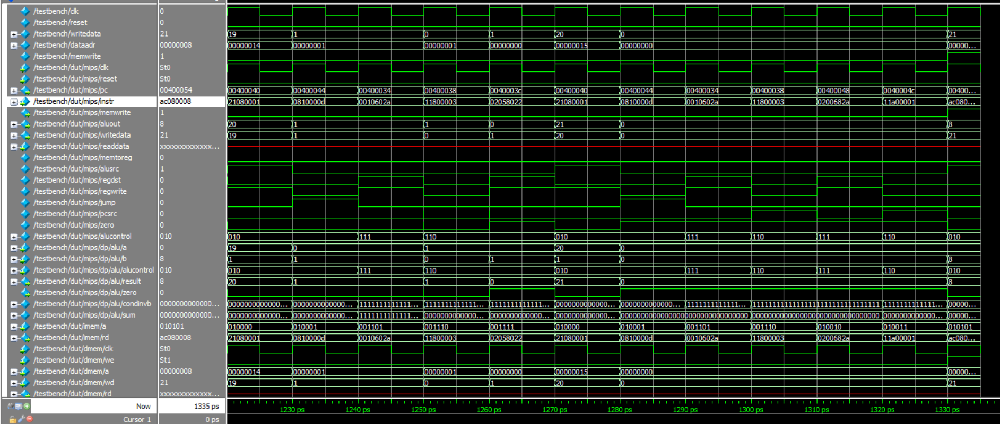 /testbench/clk 0
/testbench/reset 0
/testbench/writedata 21 19 1 0 1 20 0 21
/testbench/dataadr 00000008 00000014 00000001 00000001 00000000 00000015 00000000 00000...
/testbench/memwrite 1
/testbench/dut/mips/clk St0
/testbench/dut/mips/reset St0
/testbench/dut/mips/pc 00400054 00400040 00400044 00400034 00400038 0040003c 00400040 00400044 00400034 00400038 00400048 0040004c 00400...
/testbench/dut/mips/instr ac080008 21080001 0810000d 0010602a 11800003 02058022 21080001 0810000d 0010602a 11800003 0200682a 11a00001 ac080...
/testbench/dut/mips/memwrite 1
/testbench/dut/mips/aluout 8 20 1 1 0 21 0 8
/testbench/dut/mips/writedata 21 19 1 0 1 20 0 21
/testbench/dut/mips/readdata xxxxxxxxxxxxx...
/testbench/dut/mips/memtoreg 0
/testbench/dut/mips/alusrc 1
/testbench/dut/mips/regdst 0
/testbench/dut/mips/regwrite 0
/testbench/dut/mips/jump 0
/testbench/dut/mips/pcsrc 0
/testbench/dut/mips/zero 0
/testbench/dut/mips/alucontrol 010 010 111 110 010 111 110 111 110 010
/testbench/dut/mips/dp/alu/a 0 19 0 1 20 0
/testbench/dut/mips/dp/alu/b 8 1 1 0 1 1 0 8
/testbench/dut/mips/dp/alu/alucontrol 010 010 111 110 010 111 110 111 110 010
/testbench/dut/mips/dp/alu/result 8 20 1 1 0 21 0 8
/testbench/dut/mips/dp/alu/zero 0
/testbench/dut/mips/dp/alu/condinvb 0000000000000... 0000000000000... 0000000000000... 1111111111111... 1111111111111... 1111111111111... 0000000000000... 0000000000000... 1111111111111... 11111111111111111111111111111111 1111111111111... 00000...
/testbench/dut/mips/dp/alu/sum 0000000000000... 0000000000000... 0000000000000... 1111111111111... 0000000000000... 0000000000000... 0000000000000... 00000000000000000000000000000000 00000000000000000000000000000000 0000000000000... 00000...
/testbench/dut/imem/a 010101 010000 010001 001101 001110 001111 010000 010001 001101 001110 010010 010011 010101
/testbench/dut/imem/rd ac080008 21080001 0810000d 0010602a 11800003 02058022 21080001 0810000d 0010602a 11800003 0200682a 11a00001 ac080...
/testbench/dut/dmem/clk St0
/testbench/dut/dmem/we St1
/testbench/dut/dmem/a 00000008 00000014 00000001 00000001 00000000 00000015 00000000 00000...
/testbench/dut/dmem/wd 21 19 1 0 1 20 0 21
/testbench/dut/dmem/rd xxxxxxxxxxxxx...
Now 1335 ps
1230 ps 1240 ps 1250 ps 1260 ps 1270 ps 1280 ps 1290 ps 1300 ps 1310 ps 1320 ps 1330 ps
Cursor 1 0 ps